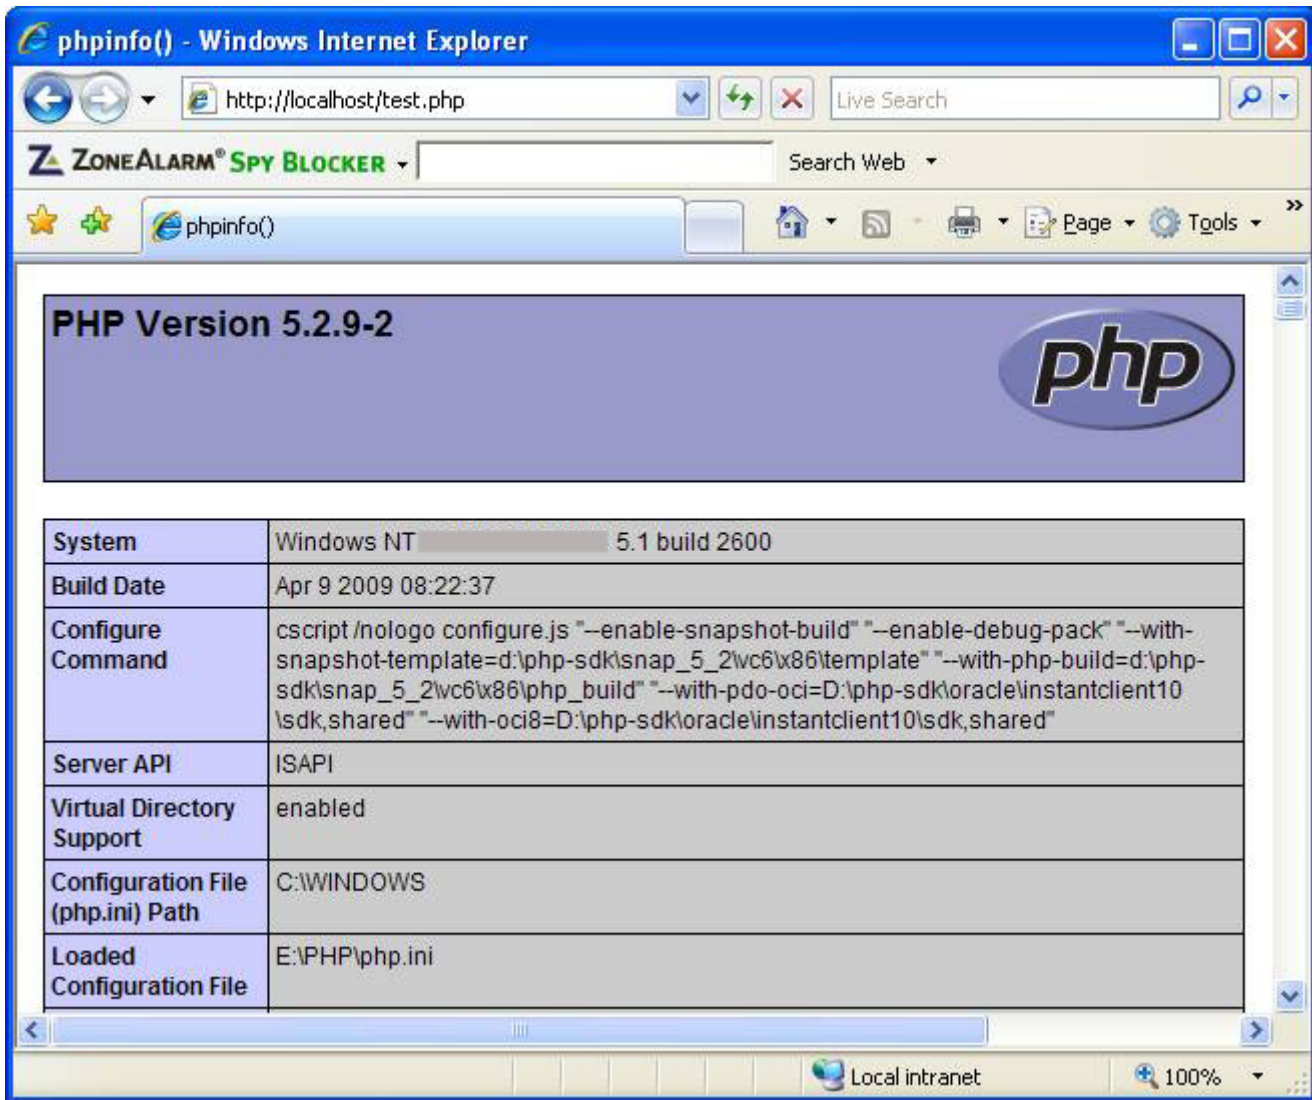 phpinfo() - Windows Internet Explorer
http://localhost/test.php
Live Search
ZA ZONEALARM® SPY BLOCKER
Search Web
phpinfo()
Page
Tools
»
PHP Version 5.2.9-2
php
System
Windows NT 5.1 build 2600
Build Date
Apr 9 2009 08:22:37
Configure
Command
cscript /nologo configure.js "--enable-snapshot-build" "--enable-debug-pack" "--with-
snapshot-template=d:\php-sdk\snap_5_2\vc6\x86\template" "--with-php-build=d:\php-
sdk\snap_5_2\vc6\x86\php_build" "--with-pdo-oci=D:\php-sdk\oracle\instantclient10
\sdk,shared" "--with-oci8=D:\php-sdk\oracle\instantclient10\sdk,shared"
Server API
ISAPI
Virtual Directory
Support
enabled
Configuration File
(php.ini) Path
C:\WINDOWS
Loaded
Configuration File
E:\PHP\php.ini
Local intranet
100%